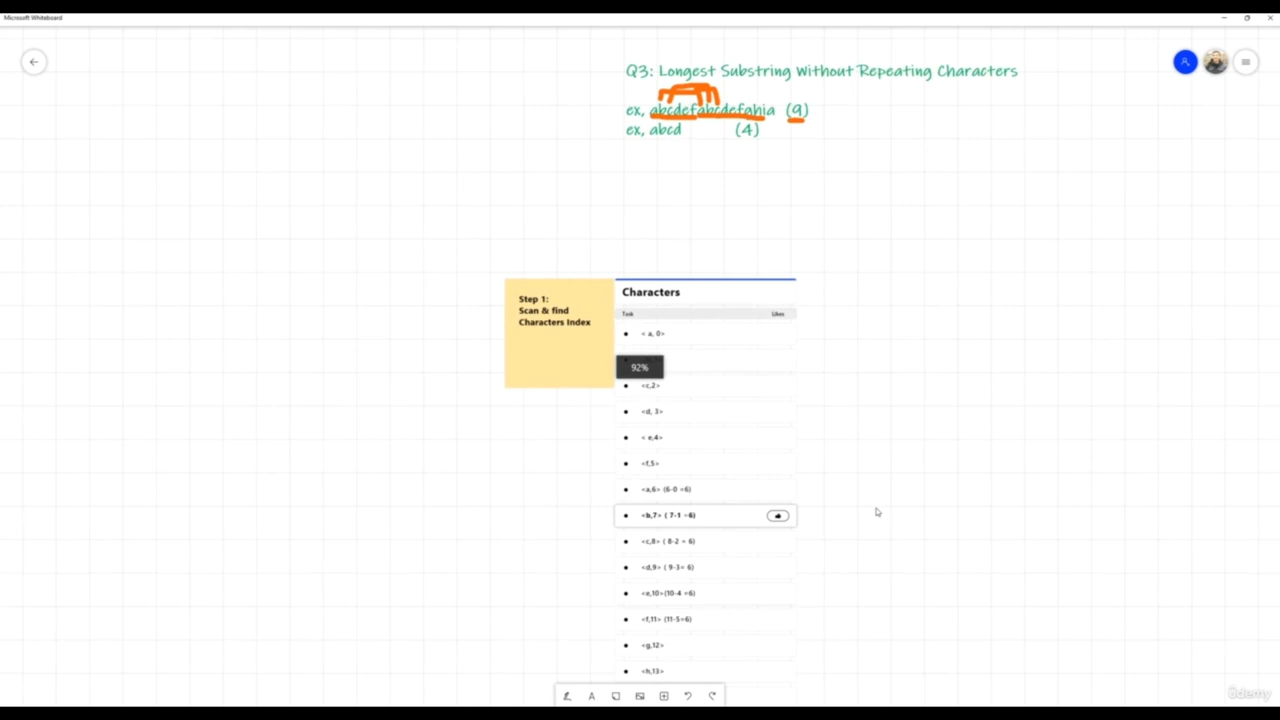 Microsoft Whiteboard
Q3: Longest Substring Without Repeating Characters
ex, abcdefabcdefghia (9)
ex, abcd (4)
Step 1:
Scan & find
Characters Index
Characters
Task Likes
< a, 0>
92%
<c,2>
<d, 3>
< e,4>
<f,5>
<a,6> (6-0 =6)
<b,7> ( 7-1 =6)
<c,8> ( 8-2 = 6)
<d,9> ( 9-3= 6)
<e,10>(10-4 =6)
<f,11> (11-5=6)
<g,12>
<h,13>
A
ûdemy